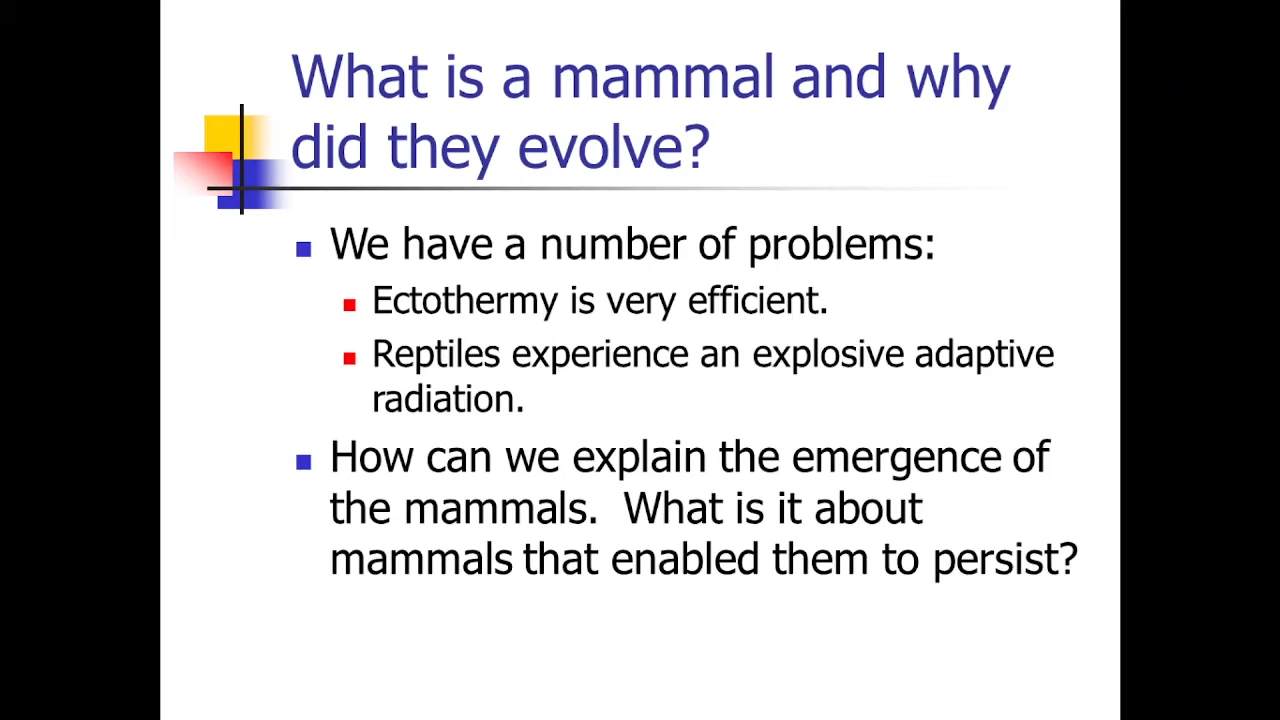 What is a mammal and why
did they evolve?
We have a number of problems:
Ectothermy is very efficient.
Reptiles experience an explosive adaptive
radiation.
How can we explain the emergence of
the mammals.  What is it about
mammals that enabled them to persist?